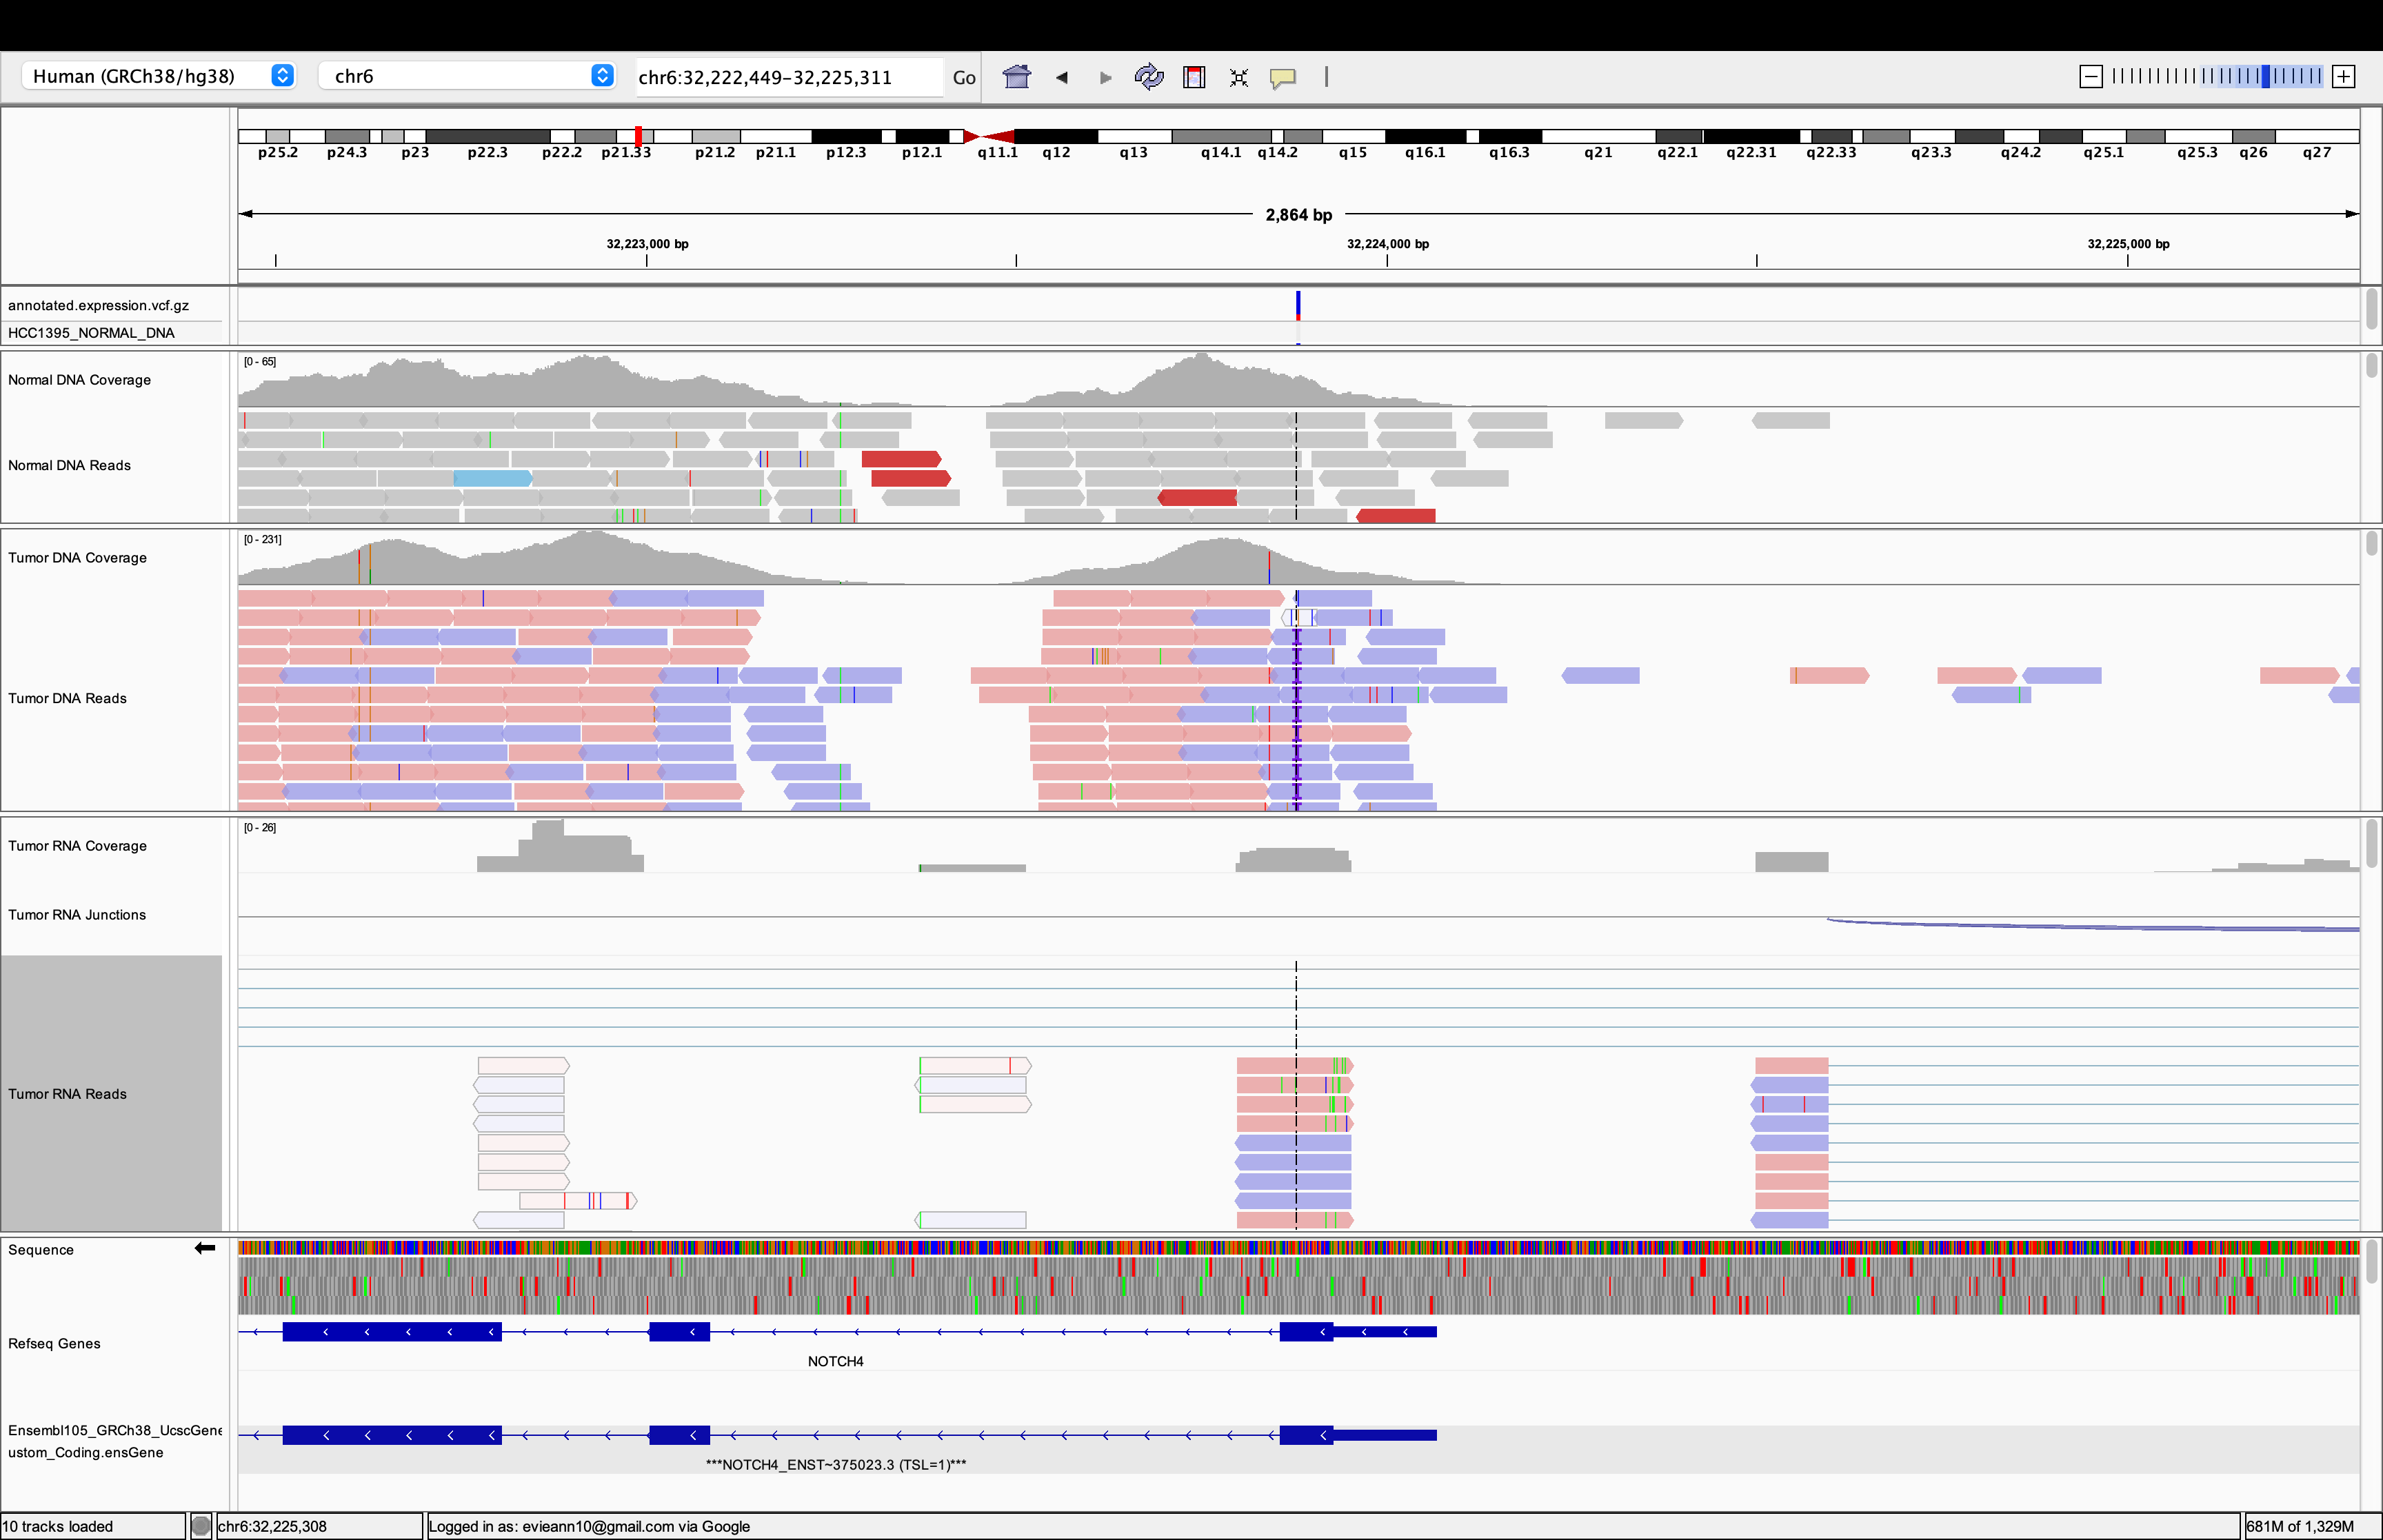 Human (GRCh38/hg38) chr6 chr6:32,222,449-32,225,311 Go
p25.2 p24.3 p23 p22.3 p22.2 p21.33 p21.2 p21.1 p12.3 p12.1 q11.1 q12 q13 q14.1 q14.2 q15 q16.1 q16.3 q21 q22.1 q22.31 q22.33 q23.3 q24.2 q25.1 q25.3 q26 q27
2,864 bp
32,223,000 bp 32,224,000 bp 32,225,000 bp
annotated.expression.vcf.gz
HCC1395_NORMAL_DNA
[0 - 65]
Normal DNA Coverage
Normal DNA Reads
[0 - 231]
Tumor DNA Coverage
Tumor DNA Reads
[0 - 26]
Tumor RNA Coverage
Tumor RNA Junctions
Tumor RNA Reads
Sequence
Refseq Genes
NOTCH4
Ensembl105_GRCh38_UcscGene
ustom_Coding.ensGene
***NOTCH4_ENST~375023.3 (TSL=1)***
10 tracks loaded chr6:32,225,308 Logged in as: evieann10@gmail.com via Google 681M of 1,329M